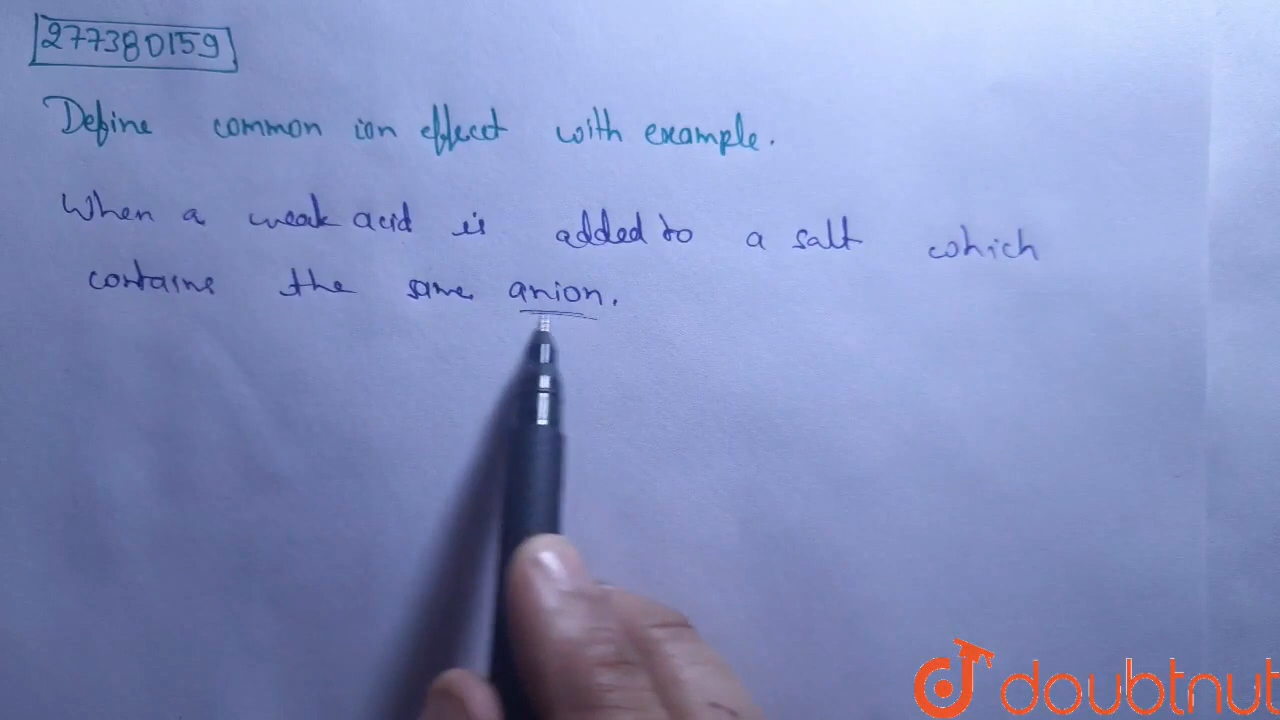 277380159
Define common ion effect with example.
When a weak acid is added to a salt which
contains the same anion.
doubtnut